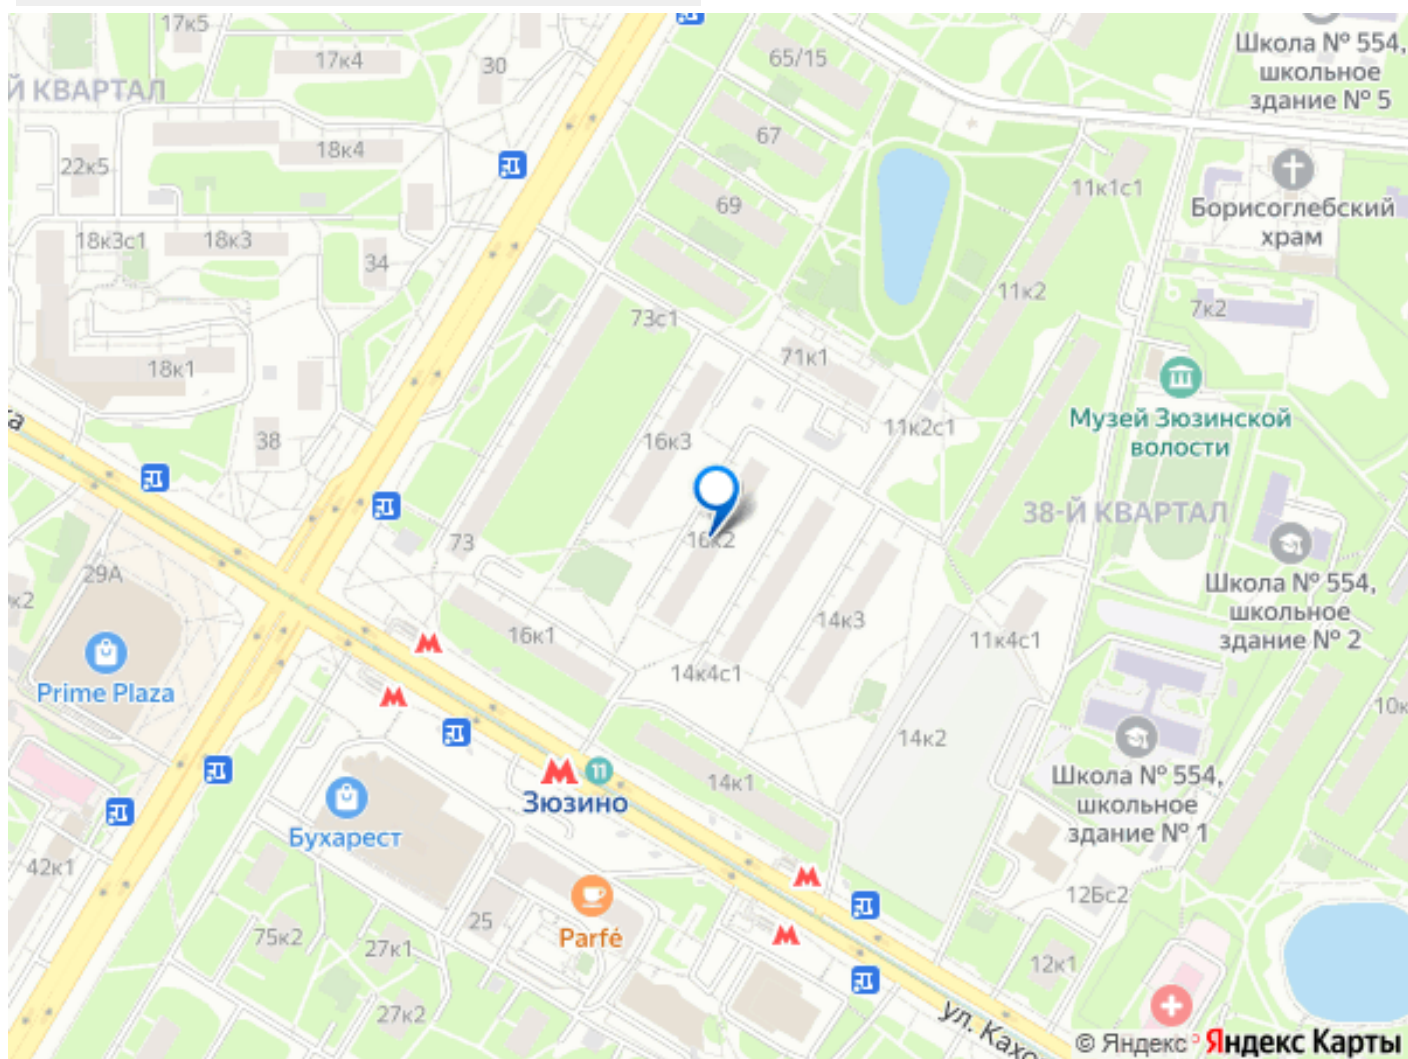 17к5
17к4
30
65/15
Школа № 554,
школьное
здание № 5
Й КВАРТАЛ
67
18к4
22к5
11к1с1
69
Борисоглебский
храм
18к3с1
18к3
34
11к2
7к2
73с1
71к1
18к1
Музей Зюзинской
волости
ка
38
16к3
11к2с1
38-Й КВАРТАЛ
73
16к2
29А
к2
Школа № 554,
школьное
здание № 2
16к1
14к3
11к4с1
14к4с1
Prime Plaza
10к
14к2
14к1
Школа № 554,
школьное
здание № 1
11
Зюзино
Бухарест
42к1
12Бс2
25
75к2
27к1
Parfé
12к1
27к2
ул. Кахо
© Яндекс Яндекс Карты